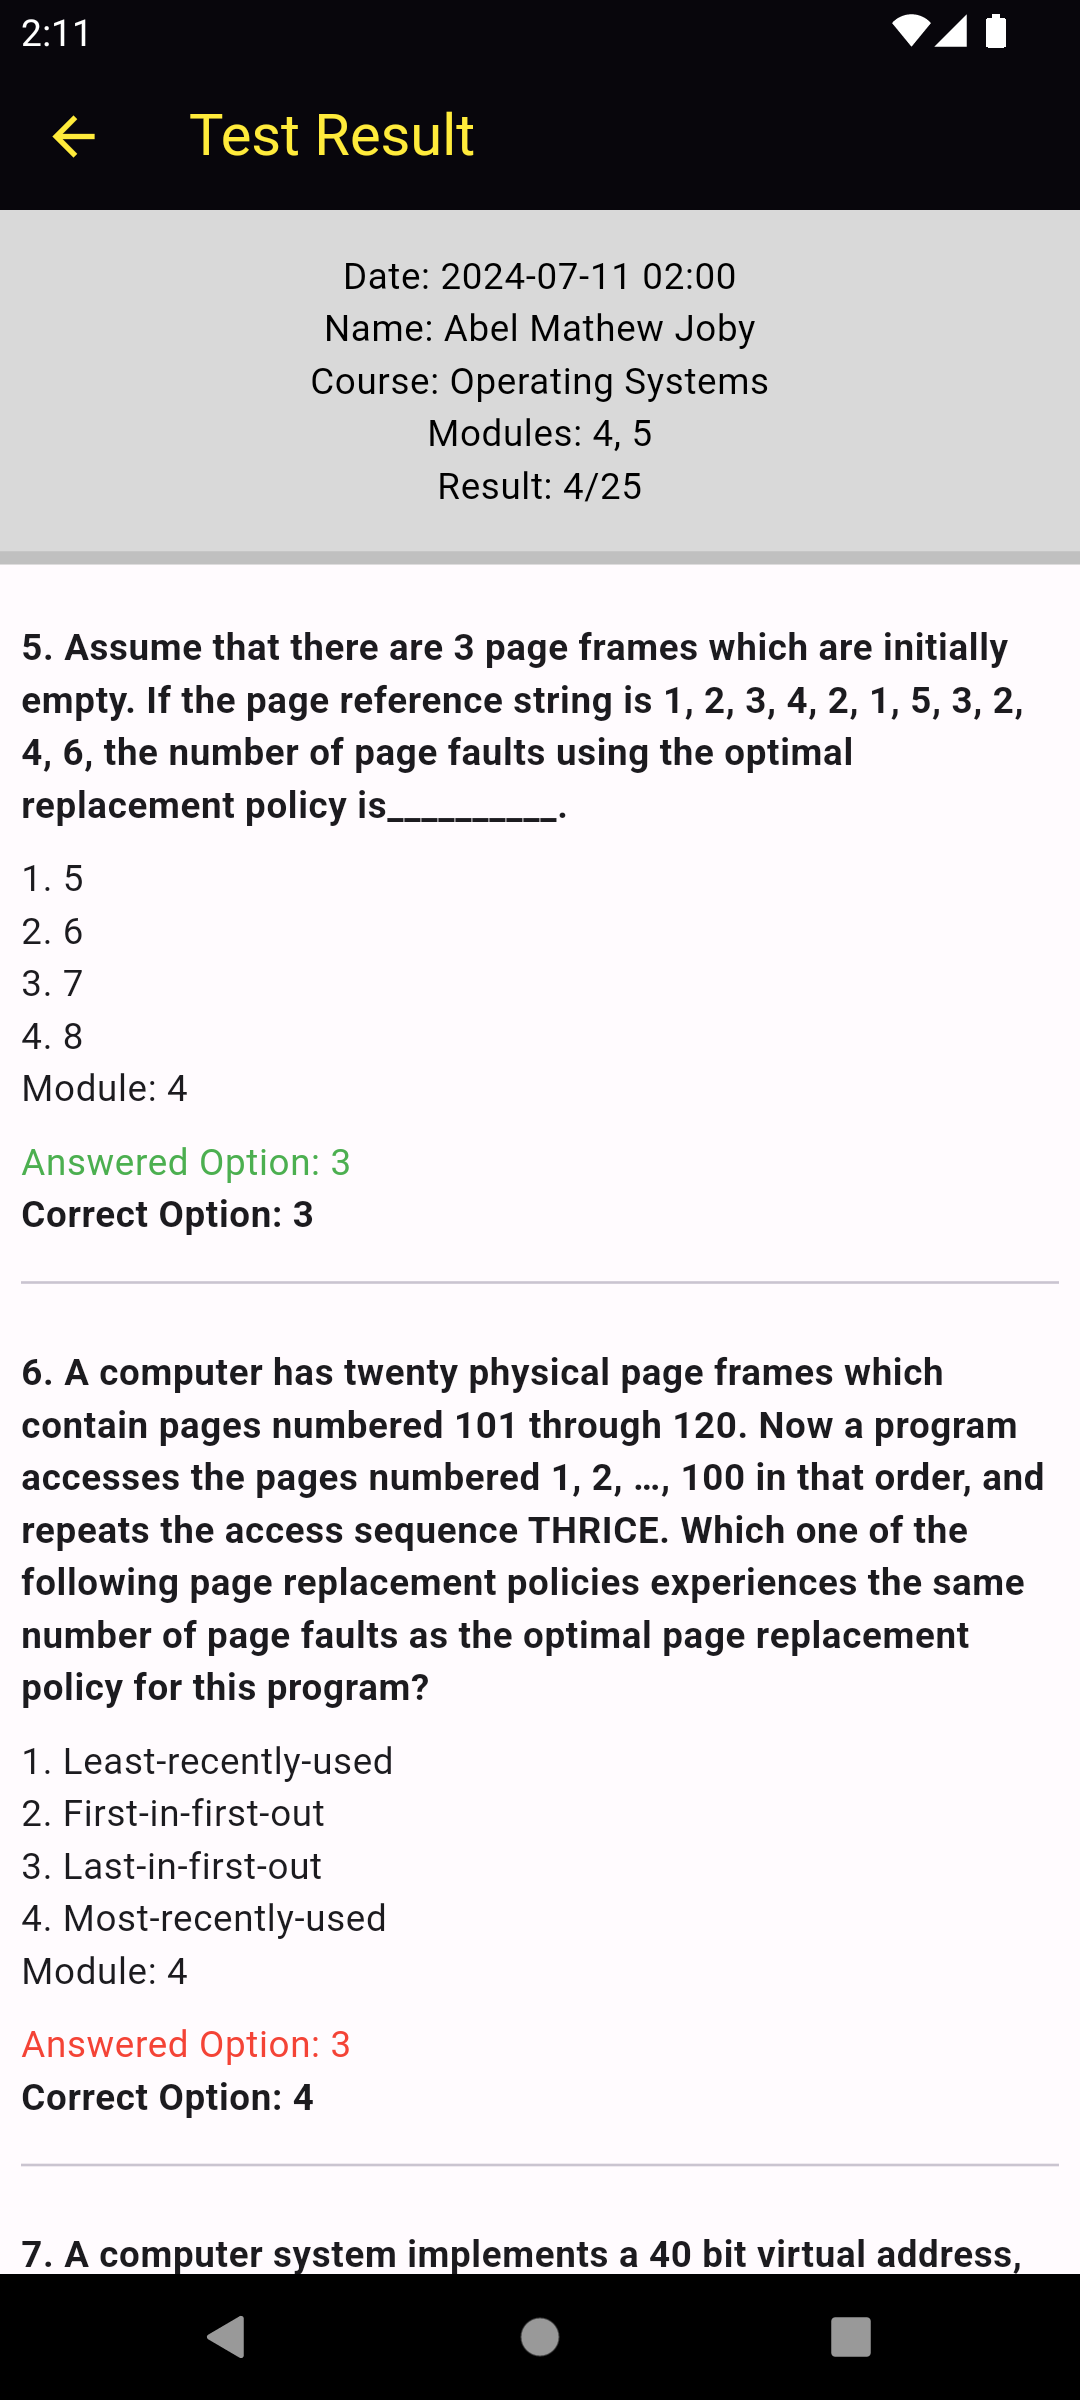 2:11
Test Result
Date: 2024-07-11 02:00
Name: Abel Mathew Joby
Course: Operating Systems
Modules: 4, 5
Result: 4/25
5. Assume that there are 3 page frames which are initially
empty. If the page reference string is 1, 2, 3, 4, 2, 1, 5, 3, 2,
4, 6, the number of page faults using the optimal
replacement policy is__________.
1. 5
2. 6
3. 7
4. 8
Module: 4
Answered Option: 3
Correct Option: 3
6. A computer has twenty physical page frames which
contain pages numbered 101 through 120. Now a program
accesses the pages numbered 1, 2, …, 100 in that order, and
repeats the access sequence THRICE. Which one of the
following page replacement policies experiences the same
number of page faults as the optimal page replacement
policy for this program?
1. Least-recently-used
2. First-in-first-out
3. Last-in-first-out
4. Most-recently-used
Module: 4
Answered Option: 3
Correct Option: 4
7. A computer system implements a 40 bit virtual address,